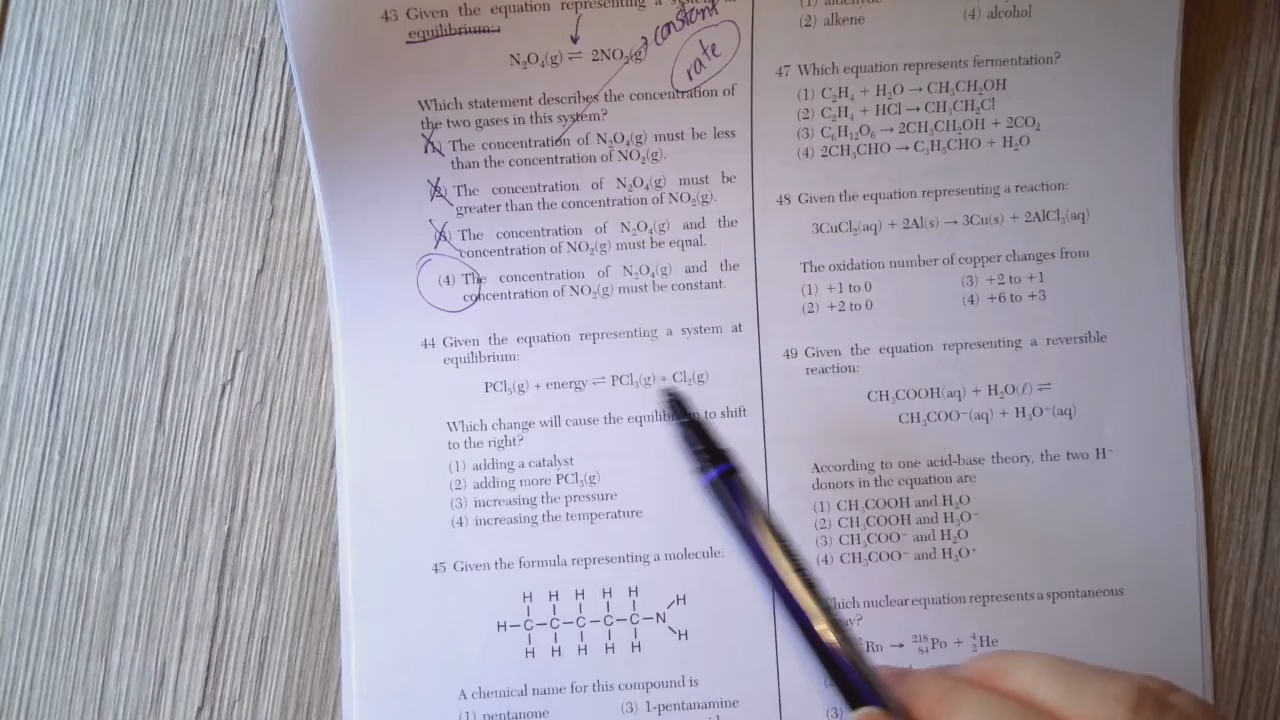 43 Given the equation representing a system at
equilibrium:
N₂O₄(g) ⇌ 2NO₂(g)
constant
rate
Which statement describes the concentration of
the two gases in this system?
(1) The concentration of N₂O₄(g) must be less
than the concentration of NO₂(g).
(2) The concentration of N₂O₄(g) must be
greater than the concentration of NO₂(g).
(3) The concentration of N₂O₄(g) and the
concentration of NO₂(g) must be equal.
(4) The concentration of N₂O₄(g) and the
concentration of NO₂(g) must be constant.
44 Given the equation representing a system at
equilibrium:
PCl₅(g) + energy ⇌ PCl₃(g) + Cl₂(g)
Which change will cause the equilibrium to shift
to the right?
(1) adding a catalyst
(2) adding more PCl₃(g)
(3) increasing the pressure
(4) increasing the temperature
45 Given the formula representing a molecule:
H H H H H
H
H–C–C–C–C–C–N
H
H H H H H
A chemical name for this compound is
(1) pentanone
(3) 1-pentanamine
(1) aldehyde
(2) alkene
(4) alcohol
47 Which equation represents fermentation?
(1) C₂H₄ + H₂O → CH₃CH₂OH
(2) C₂H₄ + HCl → CH₃CH₂Cl
(3) C₆H₁₂O₆ → 2CH₃CH₂OH + 2CO₂
(4) 2CH₃CHO → C₃H₅CHO + H₂O
48 Given the equation representing a reaction:
3CuCl₂(aq) + 2Al(s) → 3Cu(s) + 2AlCl₃(aq)
The oxidation number of copper changes from
(1) +1 to 0
(3) +2 to +1
(2) +2 to 0
(4) +6 to +3
49 Given the equation representing a reversible
reaction:
CH₃COOH(aq) + H₂O(ℓ) ⇌
CH₃COO⁻(aq) + H₃O⁺(aq)
According to one acid-base theory, the two H⁺
donors in the equation are
(1) CH₃COOH and H₂O
(2) CH₃COOH and H₃O⁺
(3) CH₃COO⁻ and H₂O
(4) CH₃COO⁻ and H₃O⁺
Which nuclear equation represents a spontaneous
Rn → ²¹⁸₈₄Po + ⁴₂He
(3)